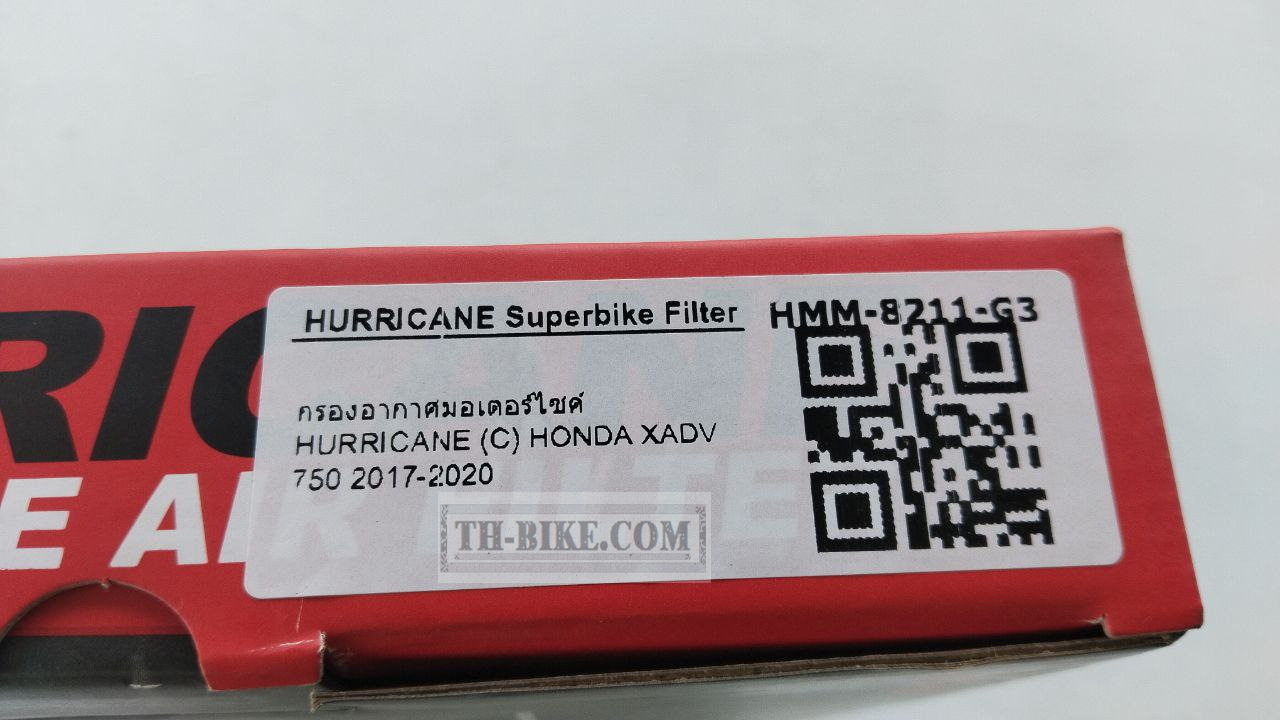 HURRICANE Superbike Filter
HMM-8211-G3
กรองอากาศมอเตอร์ไซค์
HURRICANE (C) HONDA XADV
750 2017-2020
TH-BIKE.COM